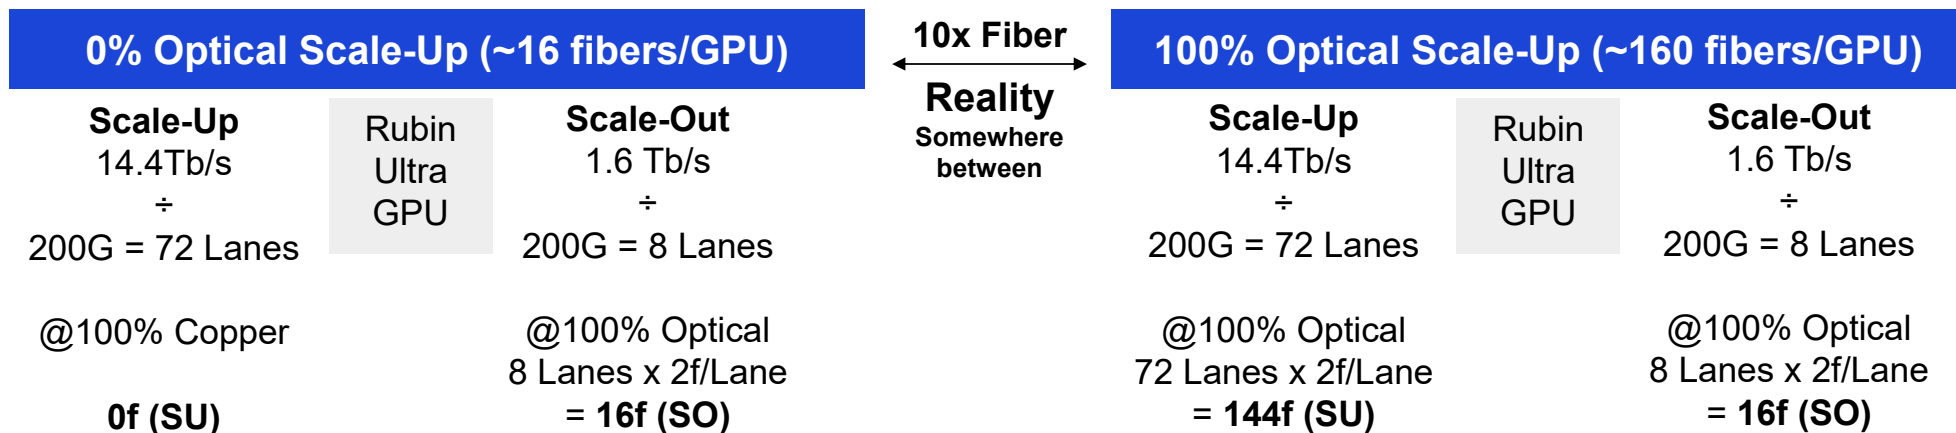 0% Optical Scale-Up (~16 fibers/GPU)
Scale-Up
14.4Tb/s
÷
200G = 72 Lanes
@100% Copper
0f (SU)
Rubin
Ultra
GPU
Scale-Out
1.6 Tb/s
÷
200G = 8 Lanes
@100% Optical
8 Lanes x 2f/Lane
= 16f (SO)
10x Fiber
Reality
Somewhere
between
100% Optical Scale-Up (~160 fibers/GPU)
Scale-Up
14.4Tb/s
÷
200G = 72 Lanes
@100% Optical
72 Lanes x 2f/Lane
= 144f (SU)
Rubin
Ultra
GPU
Scale-Out
1.6 Tb/s
÷
200G = 8 Lanes
@100% Optical
8 Lanes x 2f/Lane
= 16f (SO)